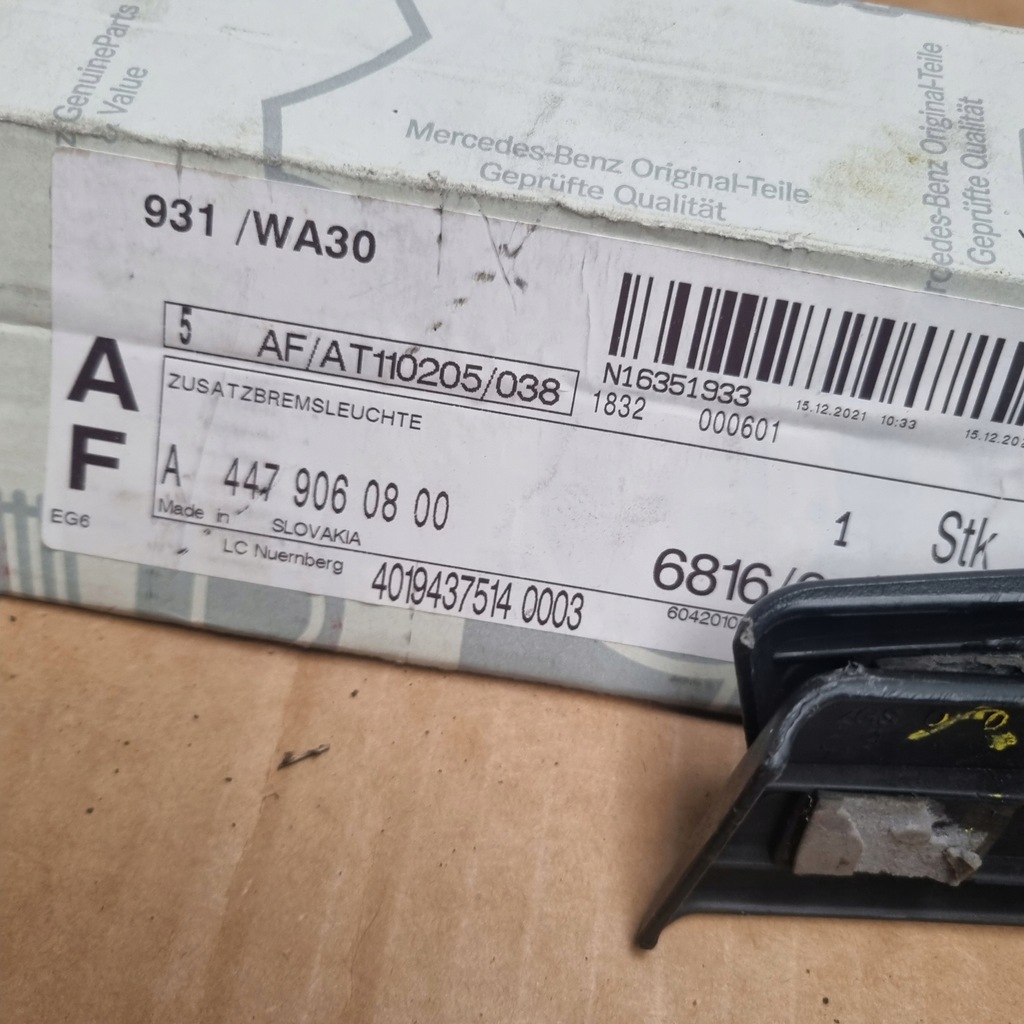 GenuineParts
Value
Mercedes-Benz Original-Teile
Geprüfte Qualität
Mercedes-Benz Original-Teile
Geprüfte Qualität
931 /WA30
5 AF/AT110205/038
N16351933
1832 000601
15.12.2021 10:33
ZUSATZBREMSLEUCHTE
A
F
A 447 906 08 00
1 Stk
Made in SLOVAKIA
EG6
LC Nuernberg
4019437514 0003
6816/